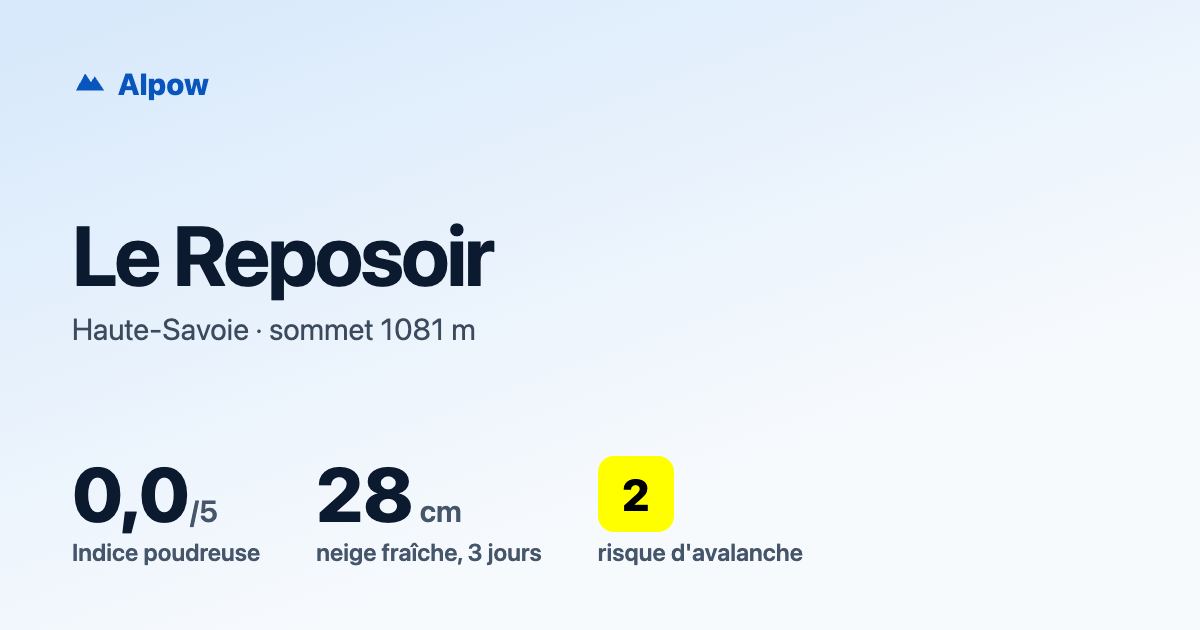 Alpow
Le Reposoir
Haute-Savoie · sommet 1081 m
0,0/5
Indice poudreuse
28 cm
neige fraîche, 3 jours
2
risque d'avalanche